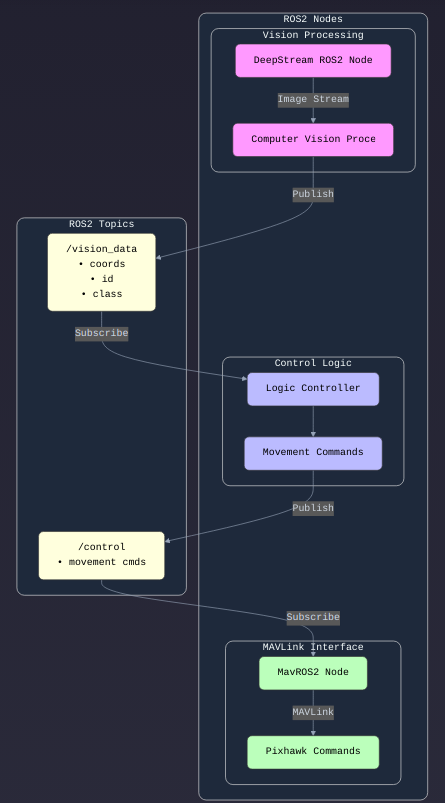 ROS2 Nodes
Vision Processing
DeepStream ROS2 Node
Image Stream
Computer Vision Proce
Publish
ROS2 Topics
/vision_data
• coords
• id
• class
Subscribe
Control Logic
Logic Controller
Movement Commands
Publish
/control
• movement cmds
Subscribe
MAVLink Interface
MavROS2 Node
MAVLink
Pixhawk Commands